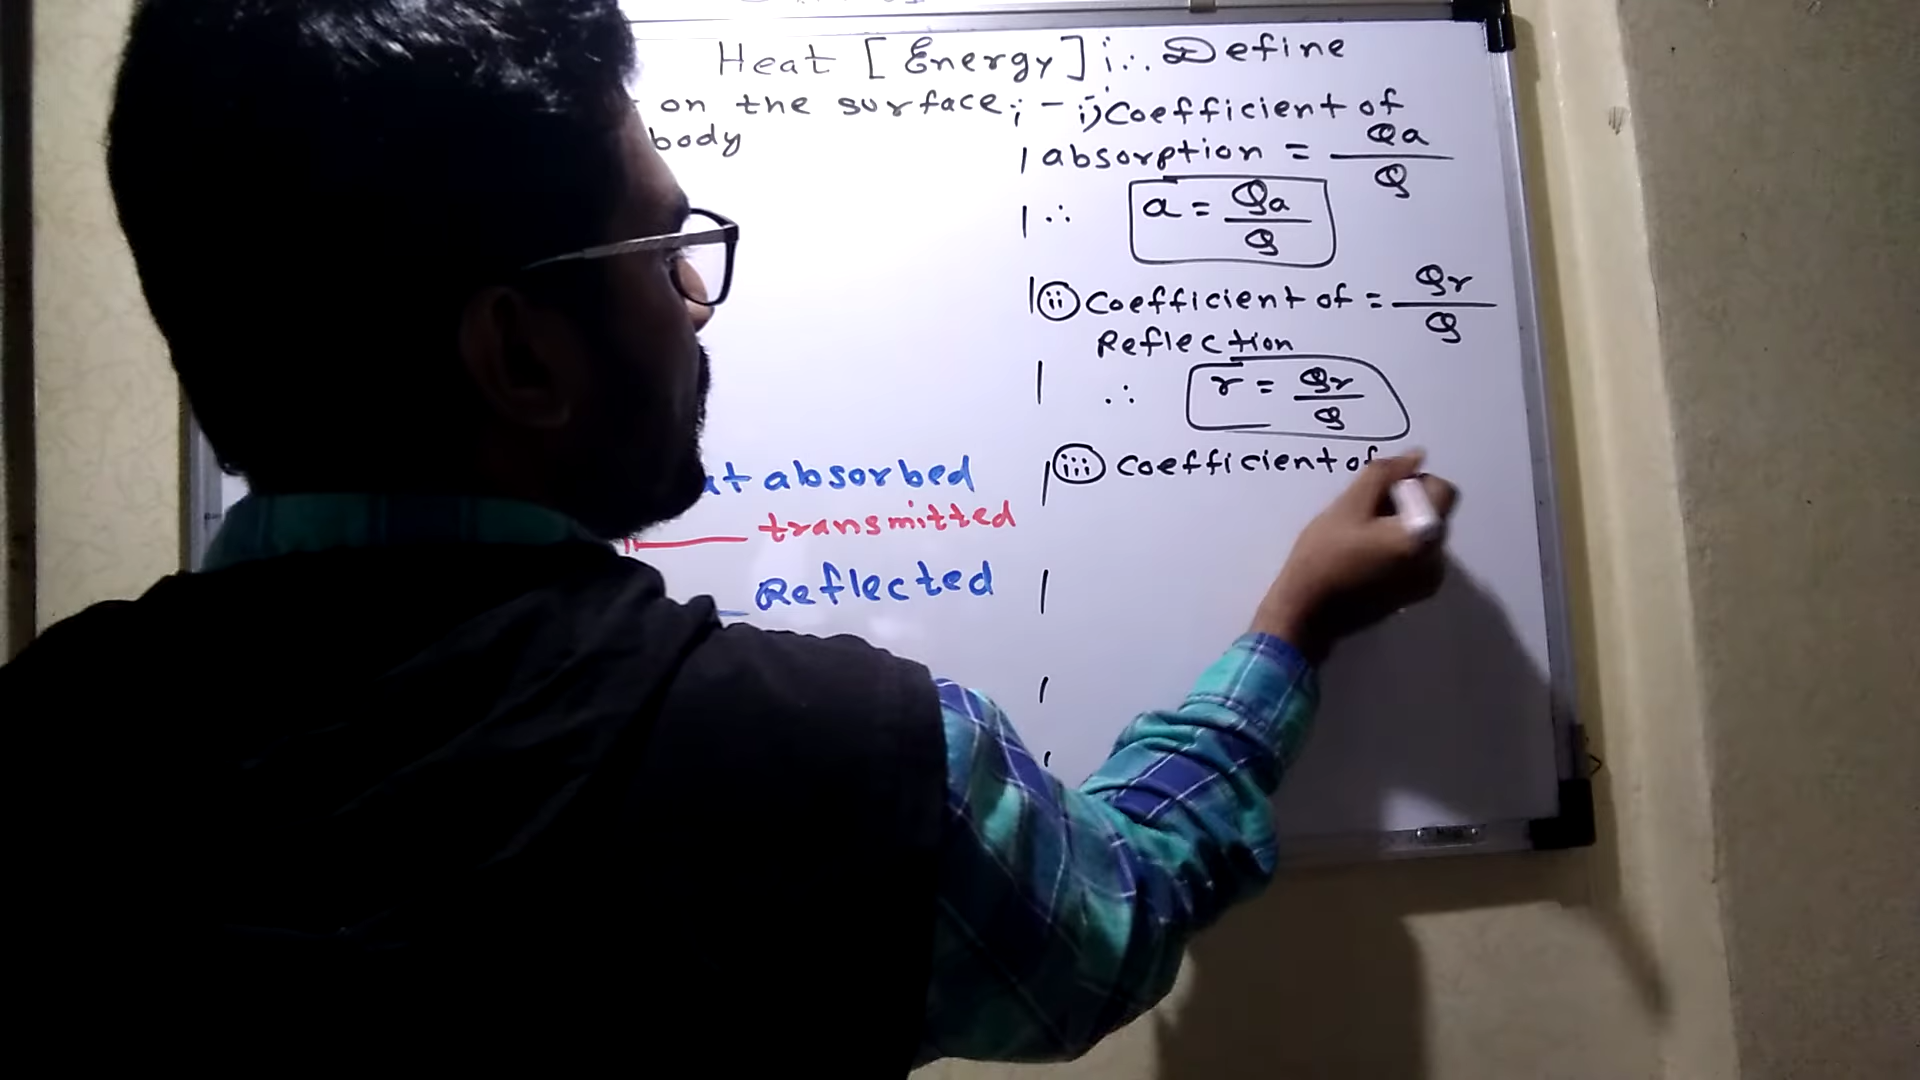 Heat [Energy] ∴ Define
on the surface ; - i) Coefficient of
body
absorption = Qa / Q
∴ a = Qa / Q
ii Coefficient of = Qr / Q
Reflection
∴ r = Qr / Q
iii Coefficient of
absorbed
transmitted
Reflected